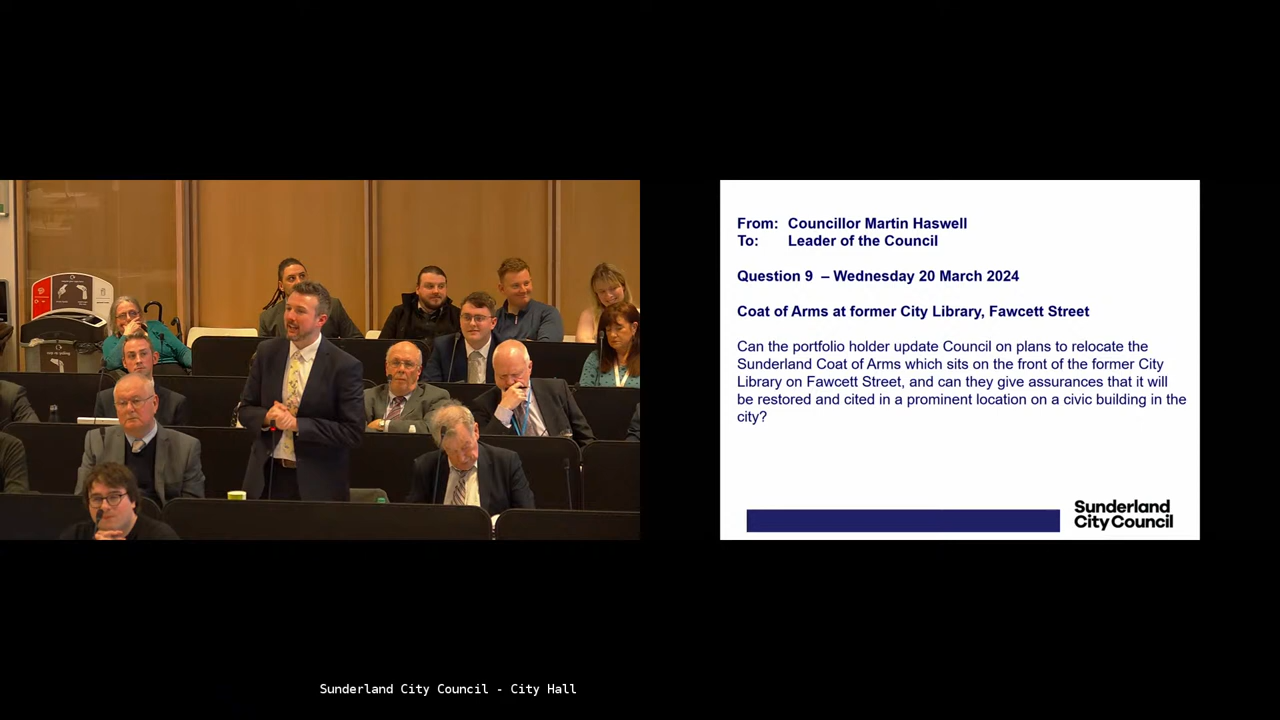 From: Councillor Martin Haswell
To: Leader of the Council
Question 9 – Wednesday 20 March 2024
Coat of Arms at former City Library, Fawcett Street
Can the portfolio holder update Council on plans to relocate the
Sunderland Coat of Arms which sits on the front of the former City
Library on Fawcett Street, and can they give assurances that it will
be restored and cited in a prominent location on a civic building in the
city?
Sunderland
City Council
Sunderland City Council - City Hall